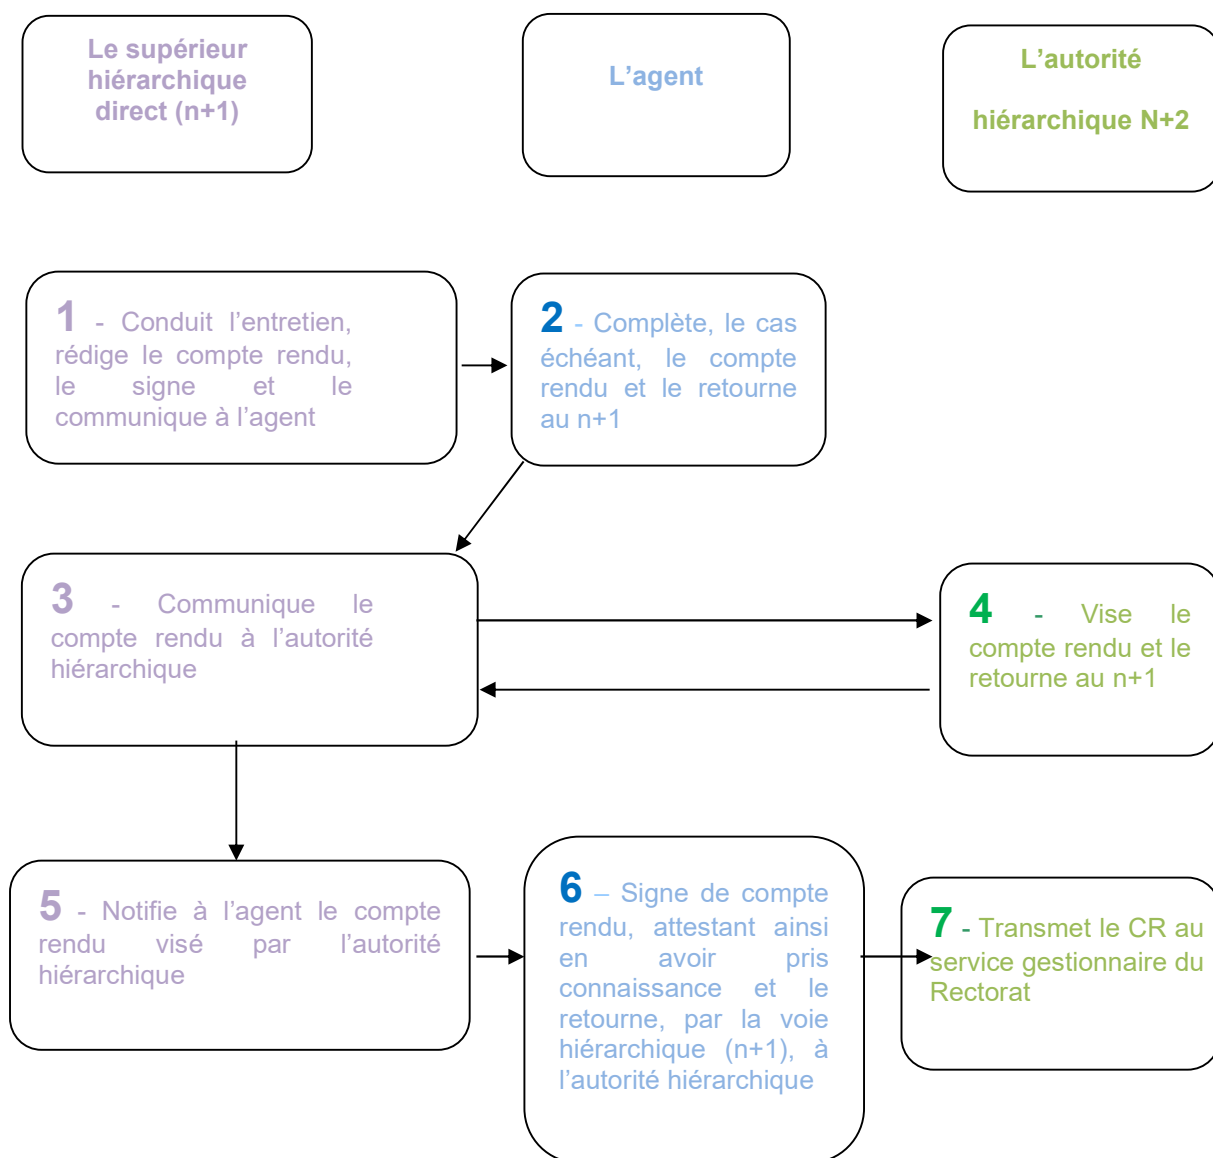 Le supérieur
hiérarchique
direct (n+1)
L’agent
L’autorité
hiérarchique N+2
1 - Conduit l’entretien,
rédige le compte rendu,
le signe et le
communique à l’agent
2 - Complète, le cas
échéant, le compte
rendu et le retourne
au n+1
3 - Communique le
compte rendu à l’autorité
hiérarchique
4 - Vise le
compte rendu et le
retourne au n+1
5 - Notifie à l’agent le compte
rendu visé par l’autorité
hiérarchique
6 – Signe de compte
rendu, attestant ainsi
en avoir pris
connaissance et le
retourne, par la voie
hiérarchique (n+1), à
l’autorité hiérarchique
7 - Transmet le CR au
service gestionnaire du
Rectorat